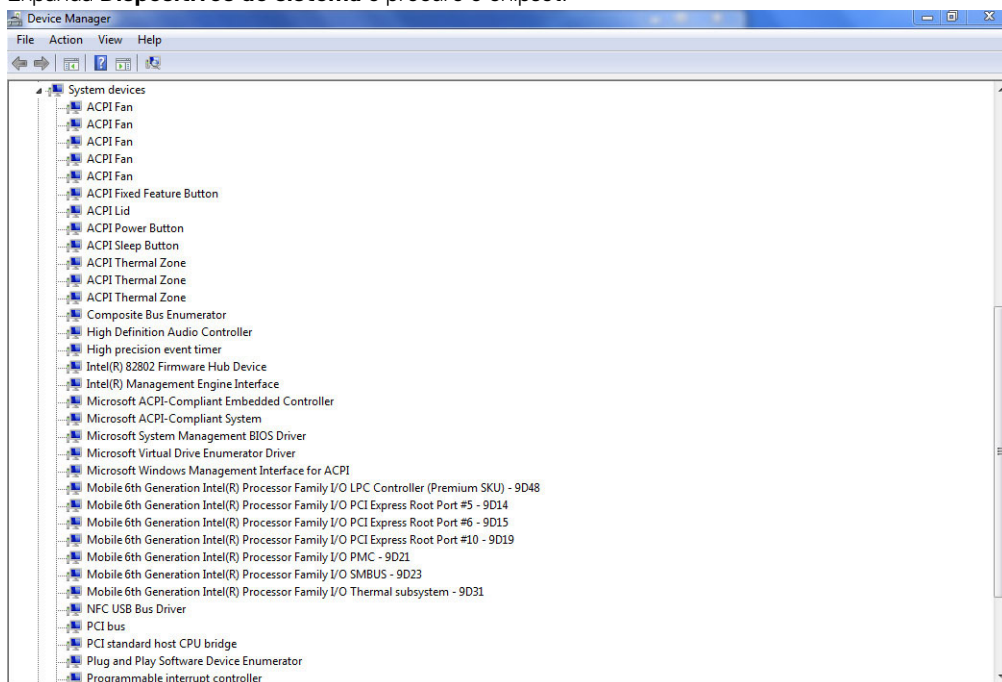 Expanda Dispositivos do sistema e procure o chipset.
Device Manager
File Action View Help
System devices
ACPI Fan
ACPI Fan
ACPI Fan
ACPI Fan
ACPI Fan
ACPI Fixed Feature Button
ACPI Lid
ACPI Power Button
ACPI Sleep Button
ACPI Thermal Zone
ACPI Thermal Zone
ACPI Thermal Zone
Composite Bus Enumerator
High Definition Audio Controller
High precision event timer
Intel(R) 82802 Firmware Hub Device
Intel(R) Management Engine Interface
Microsoft ACPI-Compliant Embedded Controller
Microsoft ACPI-Compliant System
Microsoft System Management BIOS Driver
Microsoft Virtual Drive Enumerator Driver
Microsoft Windows Management Interface for ACPI
Mobile 6th Generation Intel(R) Processor Family I/O LPC Controller (Premium SKU) - 9D48
Mobile 6th Generation Intel(R) Processor Family I/O PCI Express Root Port #5 - 9D14
Mobile 6th Generation Intel(R) Processor Family I/O PCI Express Root Port #6 - 9D15
Mobile 6th Generation Intel(R) Processor Family I/O PCI Express Root Port #10 - 9D19
Mobile 6th Generation Intel(R) Processor Family I/O PMC - 9D21
Mobile 6th Generation Intel(R) Processor Family I/O SMBUS - 9D23
Mobile 6th Generation Intel(R) Processor Family I/O Thermal subsystem - 9D31
NFC USB Bus Driver
PCI bus
PCI standard host CPU bridge
Plug and Play Software Device Enumerator
Programmable interrupt controller